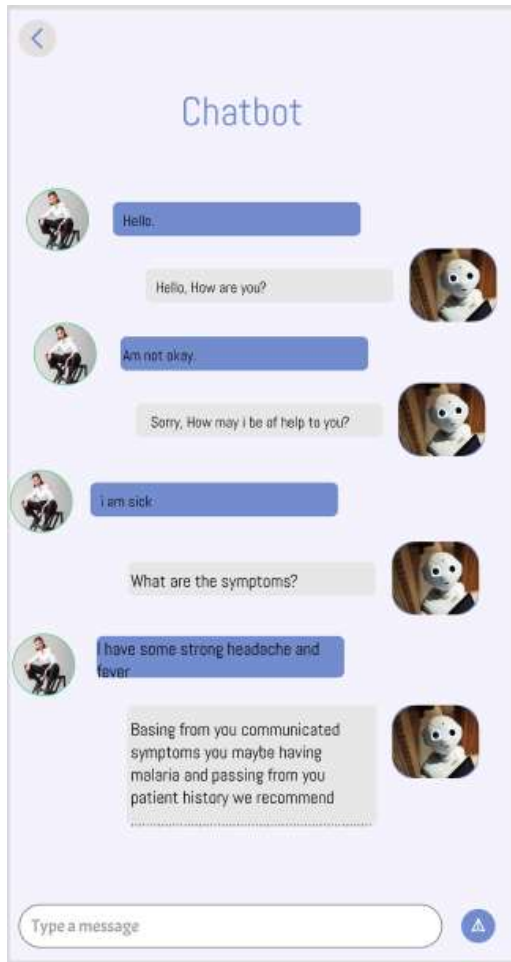 Chatbot
Hello.
Hello, How are you?
Am not okay.
Sorry, How may i be of help to you?
i am sick
What are the symptoms?
I have some strong headache and
fever
Basing from you communicated
symptoms you maybe having
malaria and passing from you
patient history we recommend
Type a message